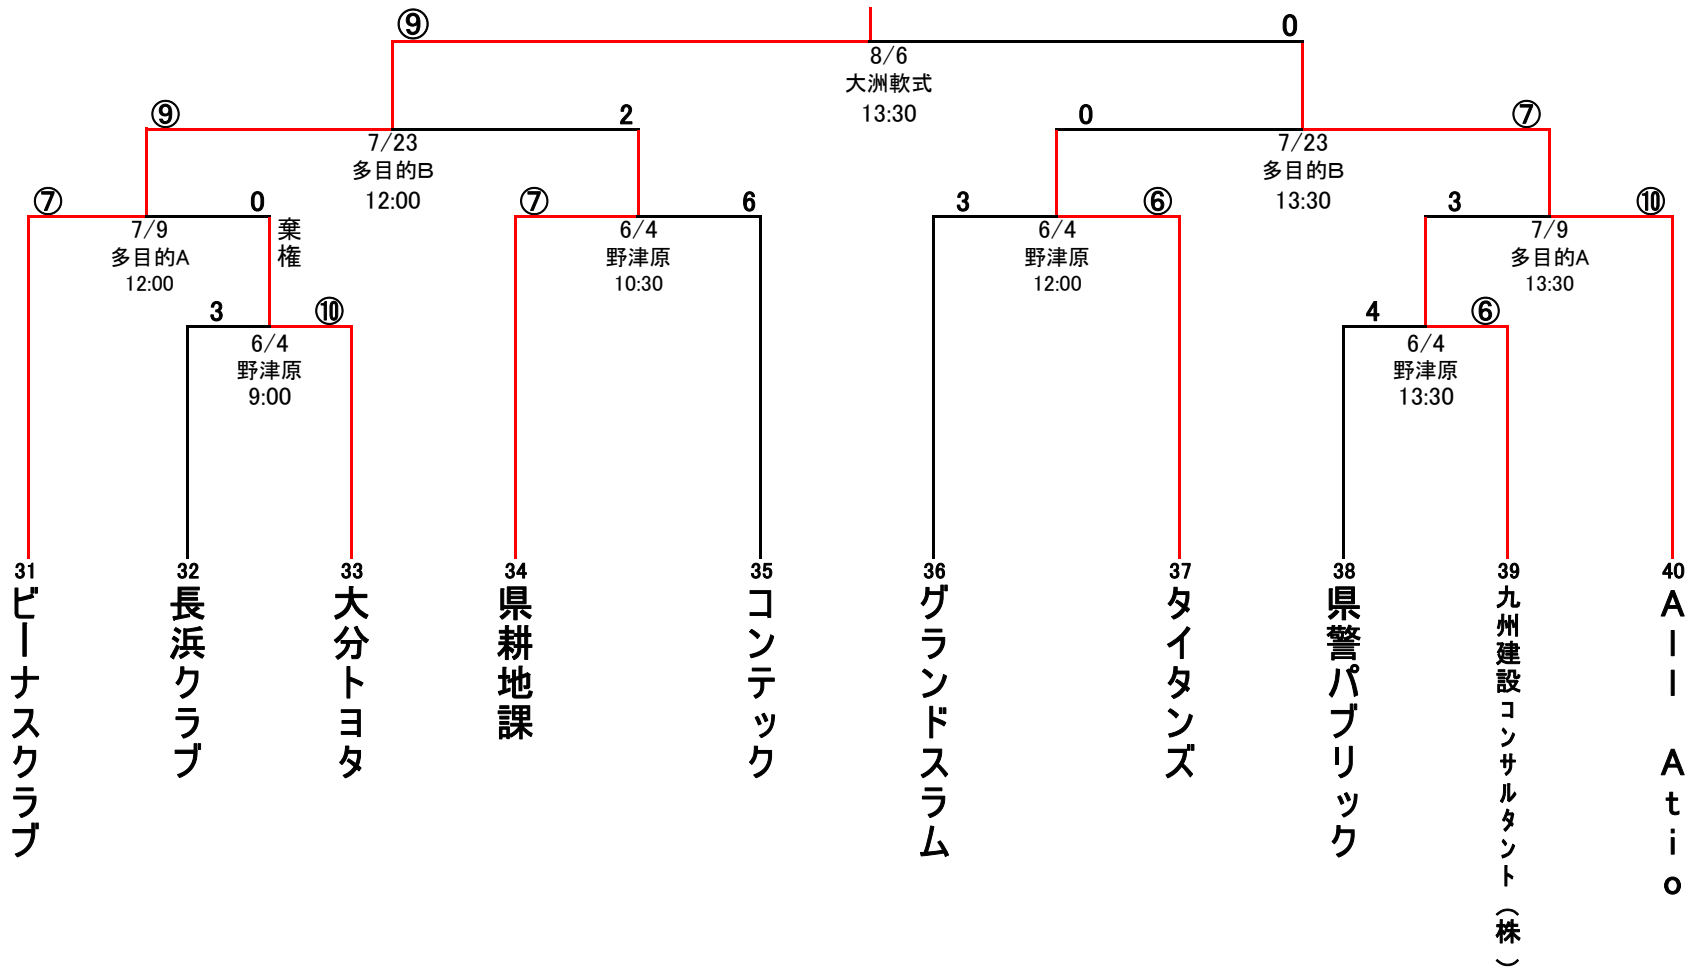 ⑨ 0
8/6
大洲軟式
13:30
⑨ 2
7/23
多目的B
12:00
0 ⑦
7/23
多目的B
13:30
⑦ 0
棄権
7/9
多目的A
12:00
⑦ 6
6/4
野津原
10:30
3 ⑥
6/4
野津原
12:00
3 ⑩
7/9
多目的A
13:30
3 ⑩
6/4
野津原
9:00
4 ⑥
6/4
野津原
13:30
31
ビーナスクラブ
32
長浜クラブ
33
大分トヨタ
34
県耕地課
35
コンテック
36
グランドスラム
37
タイタンズ
38
県警パブリック
39
九州建設コンサルタント（株）
40
All Atio